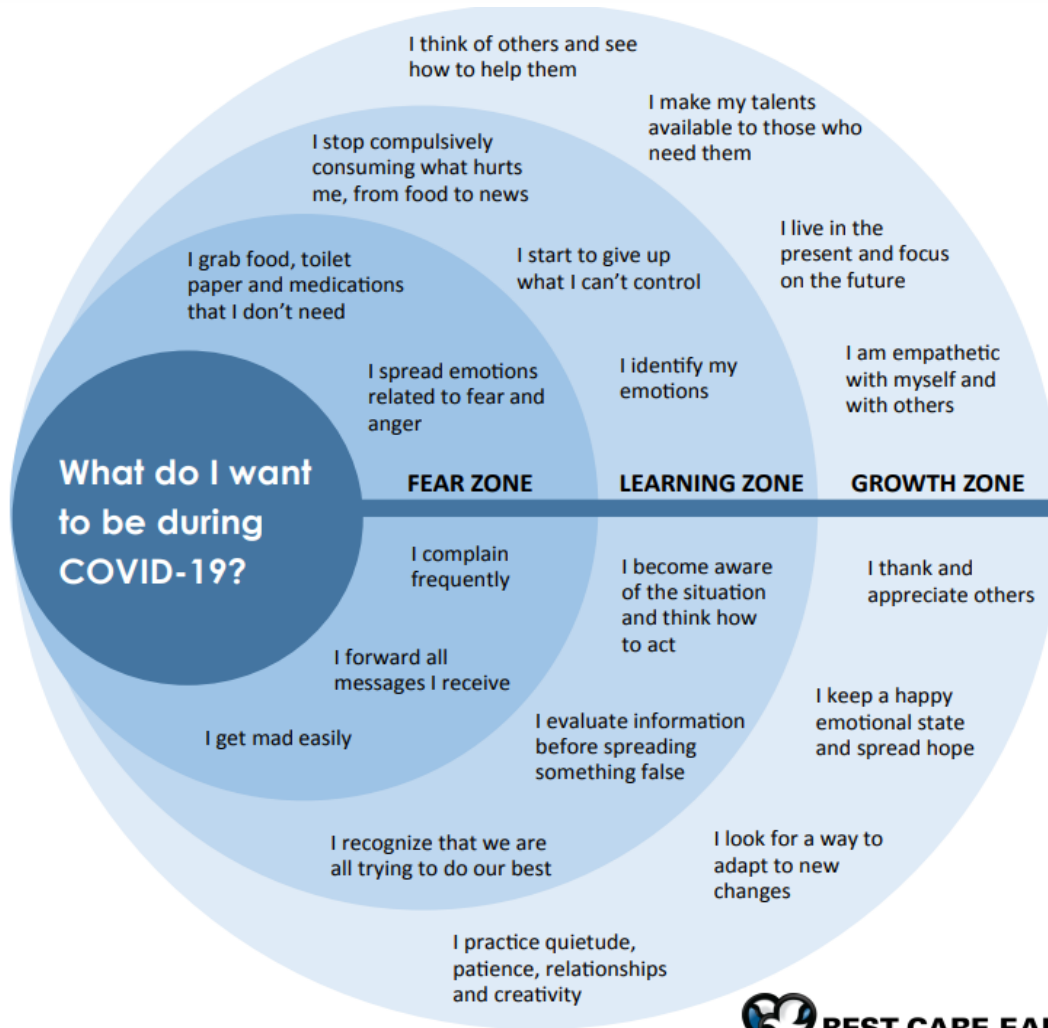 I think of others and see
how to help them
I make my talents
available to those who
need them
I stop compulsively
consuming what hurts
me, from food to news
I live in the
present and focus
on the future
I grab food, toilet
paper and medications
that I don't need
I start to give up
what I can't control
I am empathetic
with myself and
with others
I spread emotions
related to fear and
anger
I identify my
emotions
What do I want
to be during
COVID-19?
FEAR ZONE
LEARNING ZONE
GROWTH ZONE
I complain
frequently
I become aware
of the situation
and think how
to act
I thank and
appreciate others
I forward all
messages I receive
I keep a happy
emotional state
and spread hope
I get mad easily
I evaluate information
before spreading
something false
I recognize that we are
all trying to do our best
I look for a way to
adapt to new
changes
I practice quietude,
patience, relationships
and creativity
BEST CARE